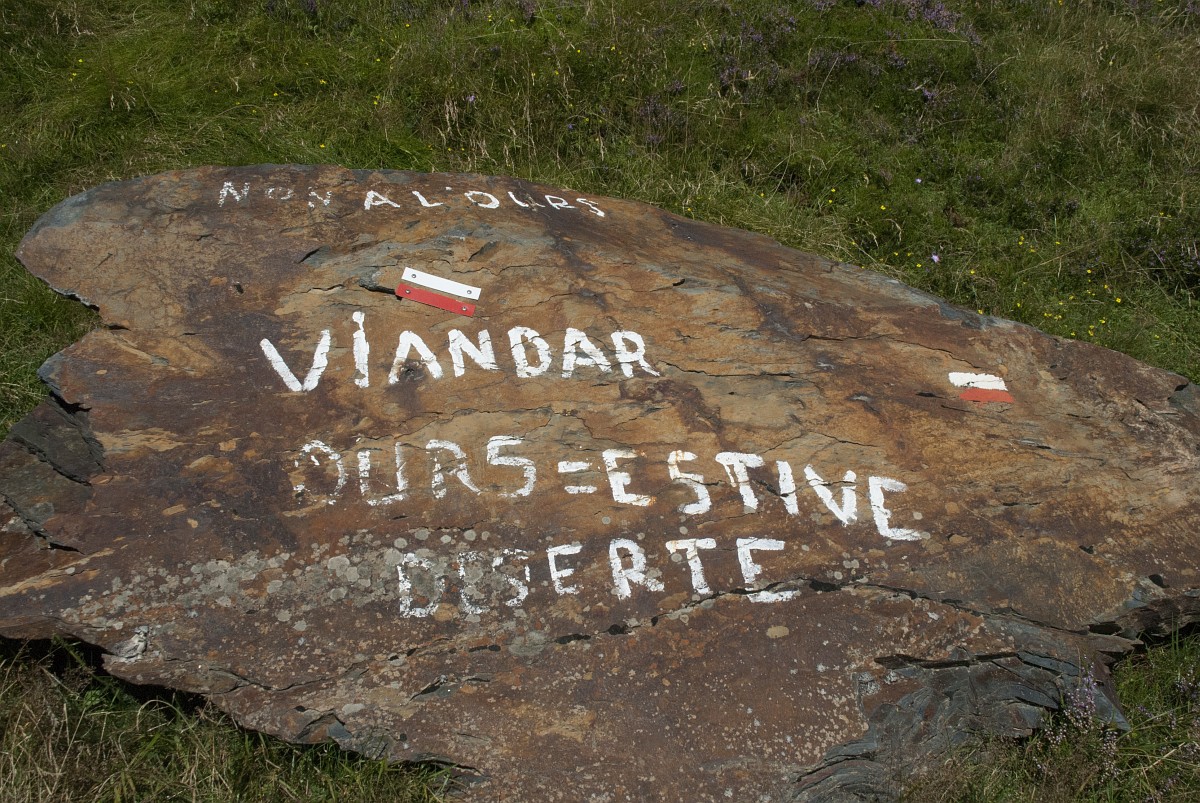 NON A L'OURS
ViANDAR
OURS=ESTIVE
DESERTE